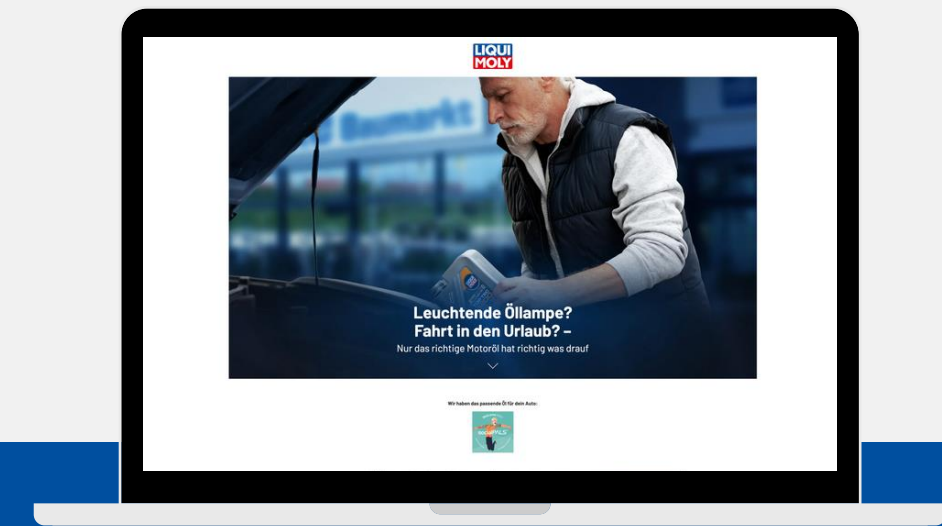 LIQUI
MOLY
Baumarkt
Leuchtende Öllampe?
Fahrt in den Urlaub? –
Nur das richtige Motoröl hat richtig was drauf
Wir haben das passende Öl für dein Auto: